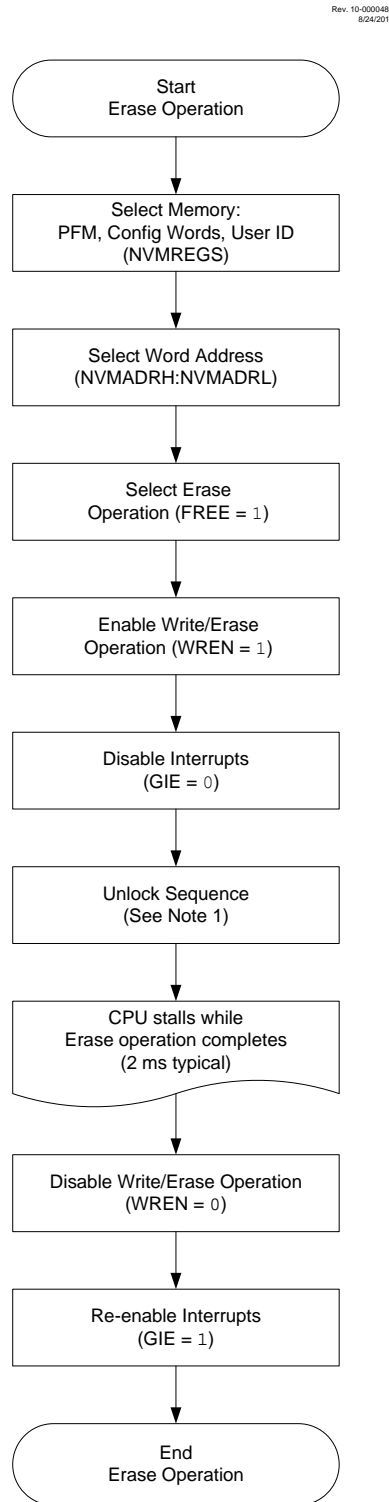 Rev. 10-000048
8/24/201
Start
Erase Operation
Select Memory:
PFM, Config Words, User ID
(NVMREGS)
Select Word Address
(NVMADRH:NVMADRL)
Select Erase
Operation (FREE = 1)
Enable Write/Erase
Operation (WREN = 1)
Disable Interrupts
(GIE = 0)
Unlock Sequence
(See Note 1)
CPU stalls while
Erase operation completes
(2 ms typical)
Disable Write/Erase Operation
(WREN = 0)
Re-enable Interrupts
(GIE = 1)
End
Erase Operation